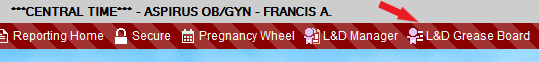 ***CENTRAL TIME*** - ASPIRUS OB/GYN - FRANCIS A.
Reporting Home Secure Pregnancy Wheel L&D Manager L&D Grease Board